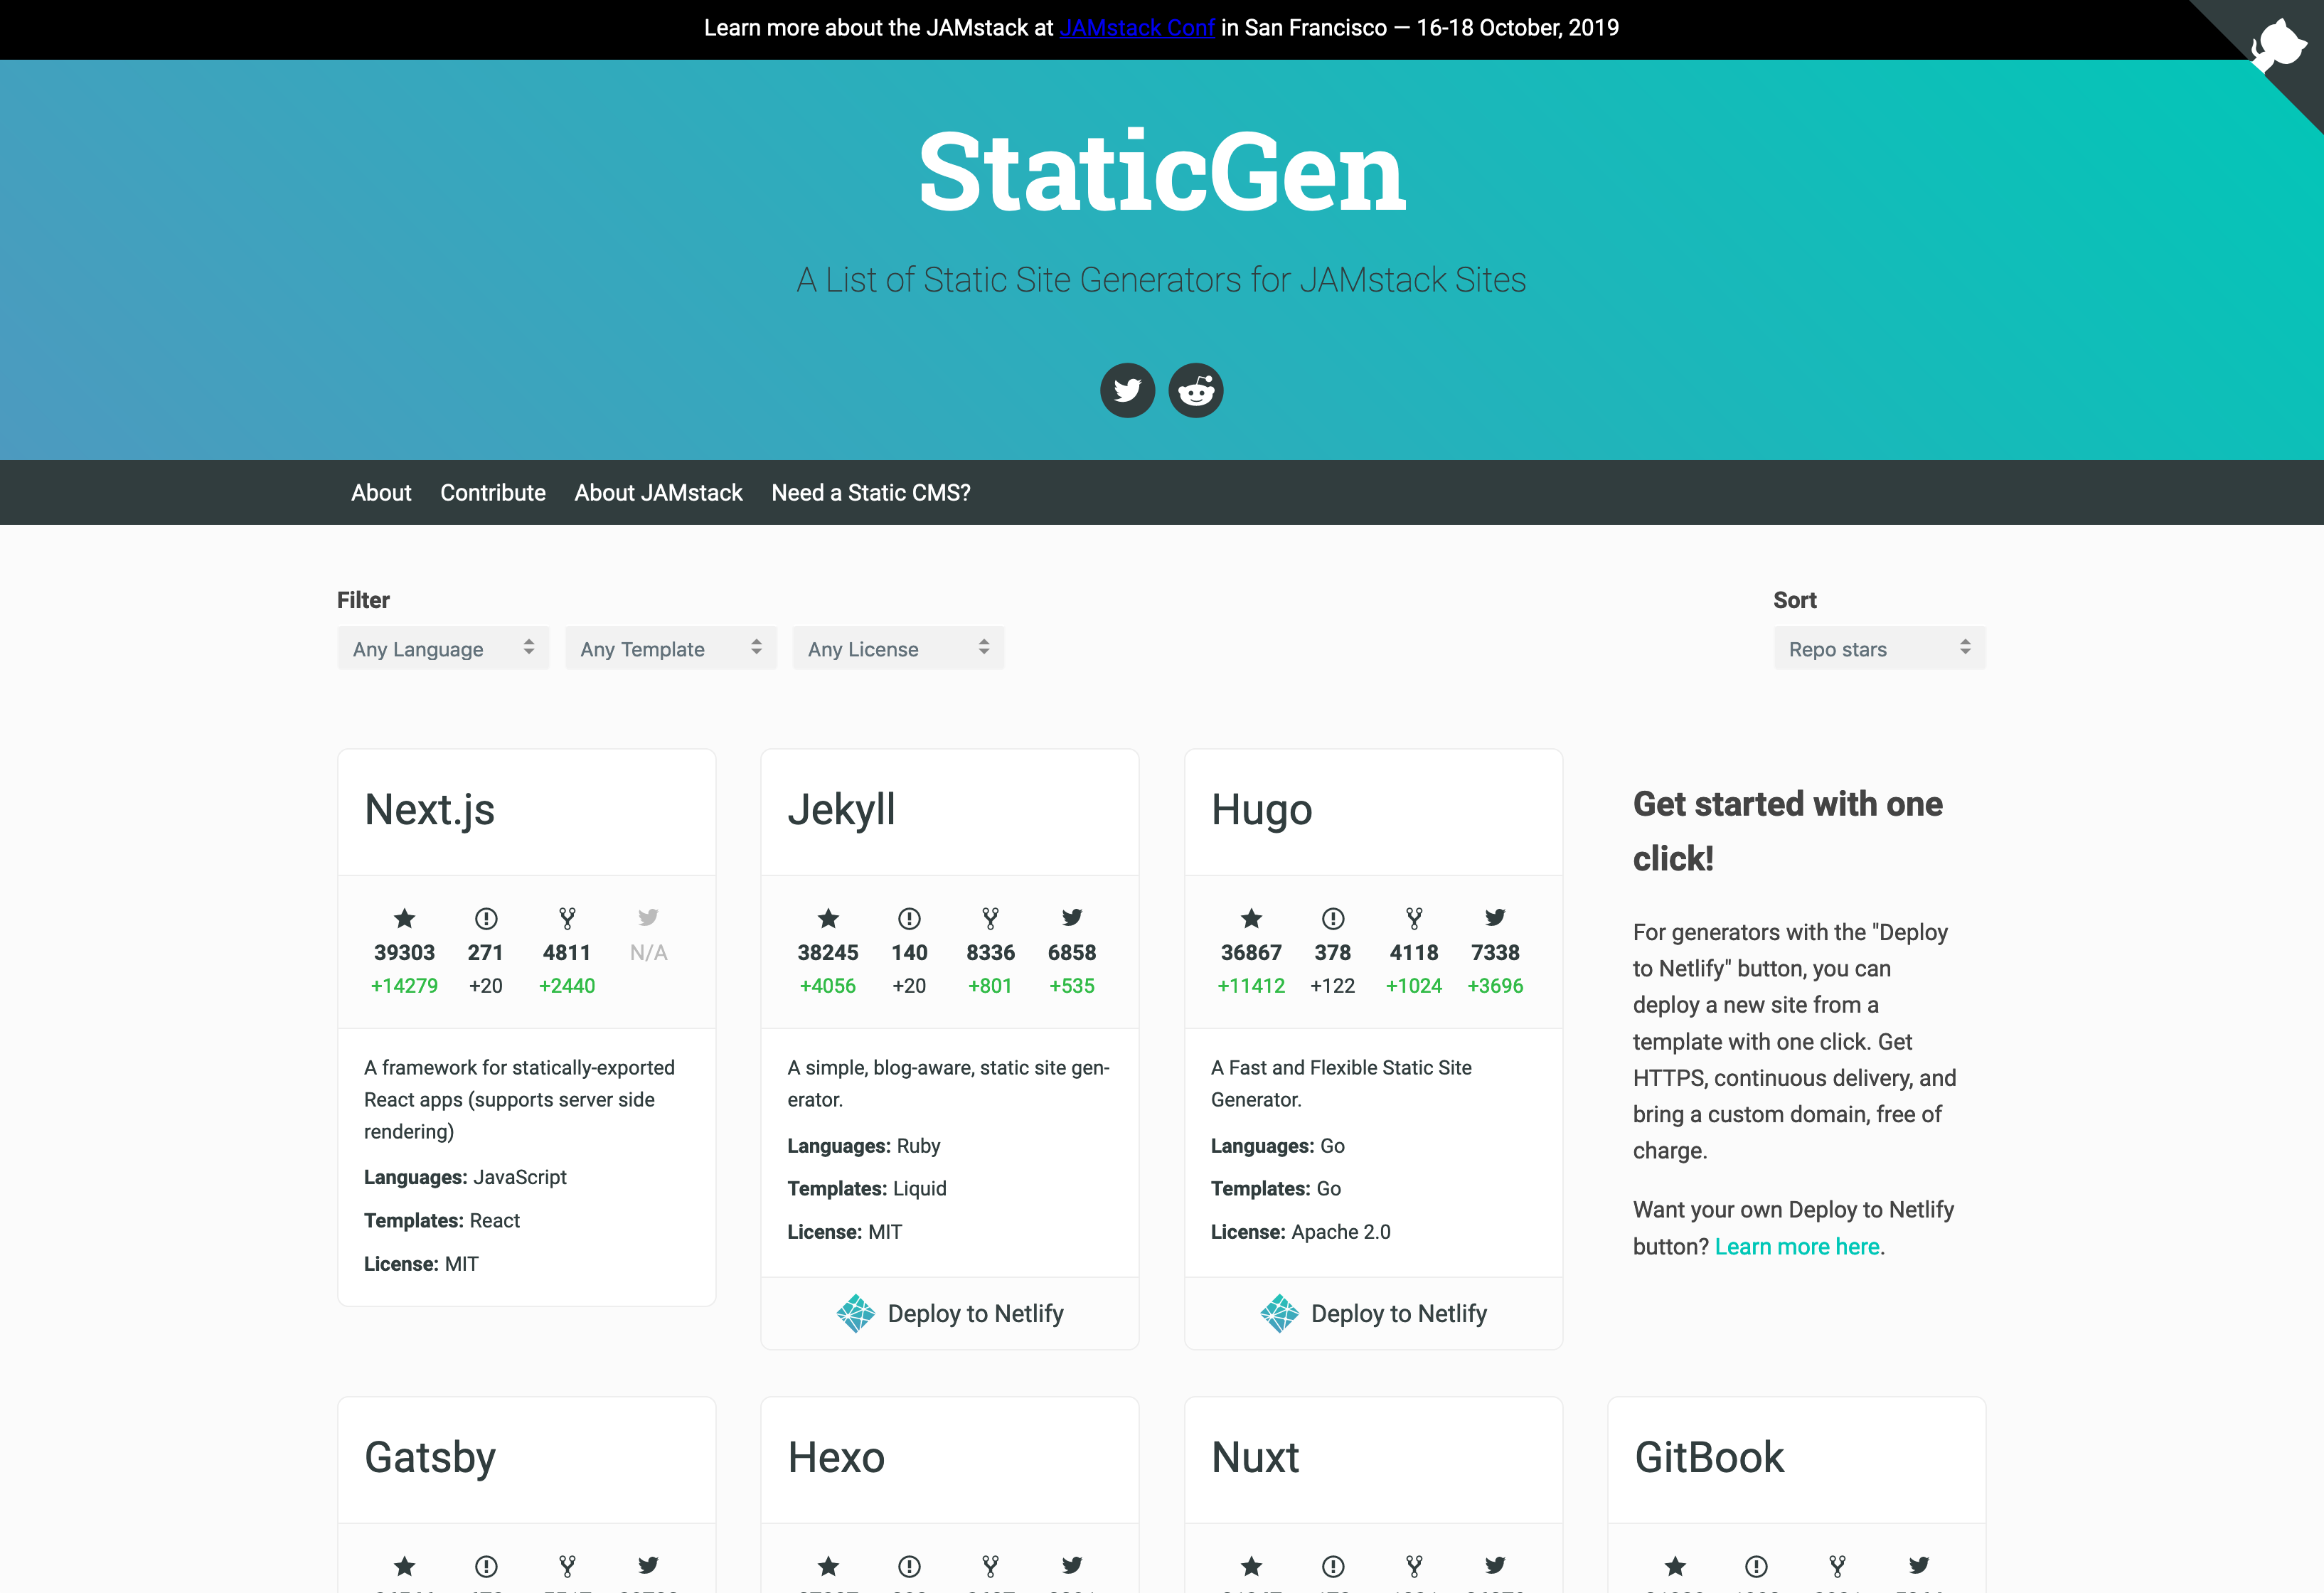 Learn more about the JAMstack at JAMstack Conf in San Francisco — 16-18 October, 2019
StaticGen
A List of Static Site Generators for JAMstack Sites
About Contribute About JAMstack Need a Static CMS?
Filter
Any Language Any Template Any License
Sort
Repo stars
Next.js
39303 271 4811 N/A
+14279 +20 +2440
A framework for statically-exported
React apps (supports server side
rendering)
Languages: JavaScript
Templates: React
License: MIT
Jekyll
38245 140 8336 6858
+4056 +20 +801 +535
A simple, blog-aware, static site gen-
erator.
Languages: Ruby
Templates: Liquid
License: MIT
Deploy to Netlify
Hugo
36867 378 4118 7338
+11412 +122 +1024 +3696
A Fast and Flexible Static Site
Generator.
Languages: Go
Templates: Go
License: Apache 2.0
Deploy to Netlify
Get started with one
click!
For generators with the "Deploy
to Netlify" button, you can
deploy a new site from a
template with one click. Get
HTTPS, continuous delivery, and
bring a custom domain, free of
charge.
Want your own Deploy to Netlify
button? Learn more here.
Gatsby
Hexo
Nuxt
GitBook